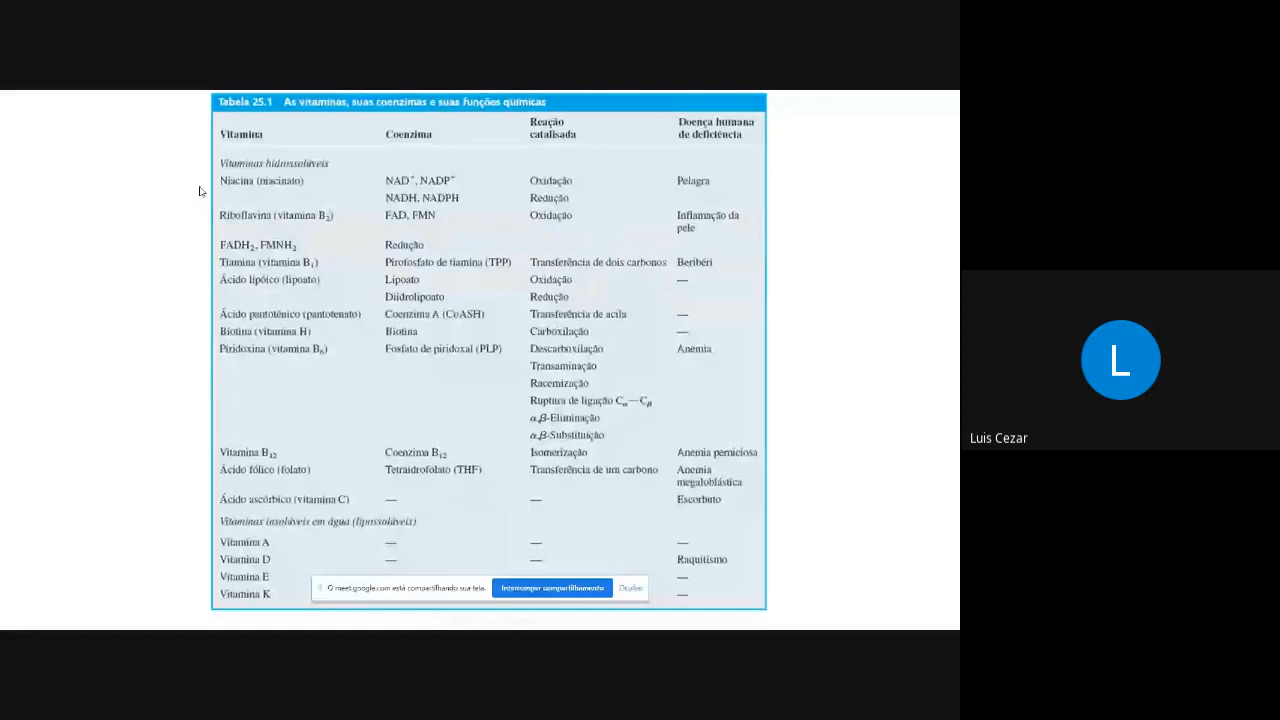 Tabela 25.1 As vitaminas, suas coenzimas e suas funções químicas
Vitamina Coenzima Reação catalisada Doença humana de deficiência
Vitaminas hidrossolúveis
Niacina (niacinato) NAD⁺, NADP⁺ Oxidação Pelagra
NADH, NADPH Redução
Riboflavina (vitamina B₂) FAD, FMN Oxidação Inflamação da pele
FADH₂, FMNH₂ Redução
Tiamina (vitamina B₁) Pirofosfato de tiamina (TPP) Transferência de dois carbonos Beribéri
Ácido lipóico (lipoato) Lipoato Oxidação —
Diidrolipoato Redução
Ácido pantotênico (pantotenato) Coenzima A (CoASH) Transferência de acila —
Biotina (vitamina H) Biotina Carboxilação —
Piridoxina (vitamina B₆) Fosfato de piridoxal (PLP) Descarboxilação Anemia
Transaminação
Racemização
Ruptura de ligação Cα—Cβ
α,β-Eliminação
α,β-Substituição
Vitamina B₁₂ Coenzima B₁₂ Isomerização Anemia perniciosa
Ácido fólico (folato) Tetraidrofolato (THF) Transferência de um carbono Anemia megaloblástica
Ácido ascórbico (vitamina C) — — Escorbuto
Vitaminas insolúveis em água (lipossolúveis)
Vitamina A — — —
Vitamina D — — Raquitismo
Vitamina E —
Vitamina K —
O meet.google.com está compartilhando sua tela. Interromper compartilhamento Ocultar
L
Luis Cezar